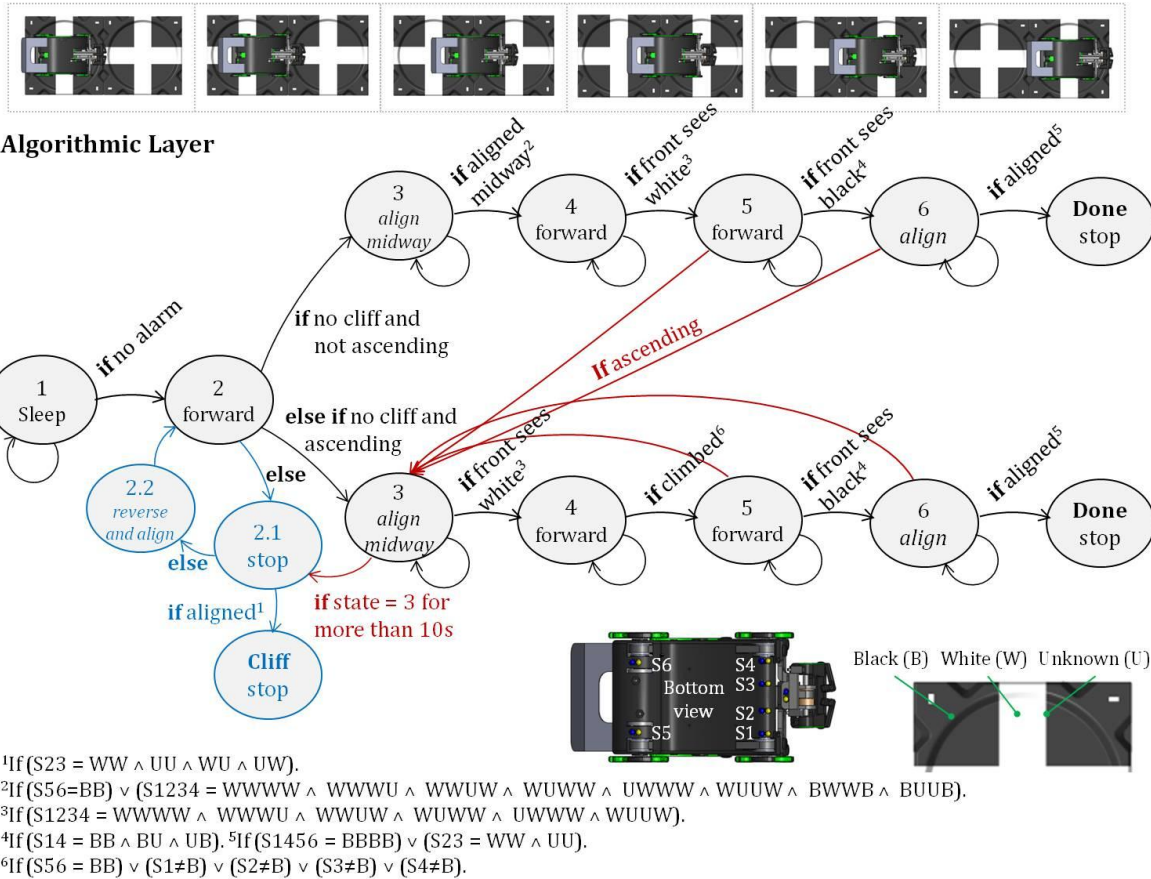 Algorithmic Layer
if aligned
midway²
if front sees
white³
if front sees
black⁴
if aligned⁵
3
align
midway
4
forward
5
forward
6
align
Done
stop
if no cliff and
not ascending
if no alarm
If ascending
1
Sleep
2
forward
else if no cliff and
ascending
else
if front sees
white³
if climbed⁶
if front sees
black⁴
if aligned⁵
2.2
reverse
and align
2.1
stop
3
align
midway
4
forward
5
forward
6
align
Done
stop
else
if aligned¹
if state = 3 for
more than 10s
Cliff
stop
S6
S4
S3
Bottom
view
S2
S5
S1
Black (B) White (W) Unknown (U)
¹If (S23 = WW ∧ UU ∧ WU ∧ UW).
²If (S56=BB) ∨ (S1234 = WWWW ∧ WWWU ∧ WWUW ∧ WUWW ∧ UWWW ∧ WUUW ∧ BWWB ∧ BUUB).
³If (S1234 = WWWW ∧ WWWU ∧ WWUW ∧ WUWW ∧ UWWW ∧ WUUW).
⁴If (S14 = BB ∧ BU ∧ UB). ⁵If (S1456 = BBBB) ∨ (S23 = WW ∧ UU).
⁶If (S56 = BB) ∨ (S1≠B) ∨ (S2≠B) ∨ (S3≠B) ∨ (S4≠B).